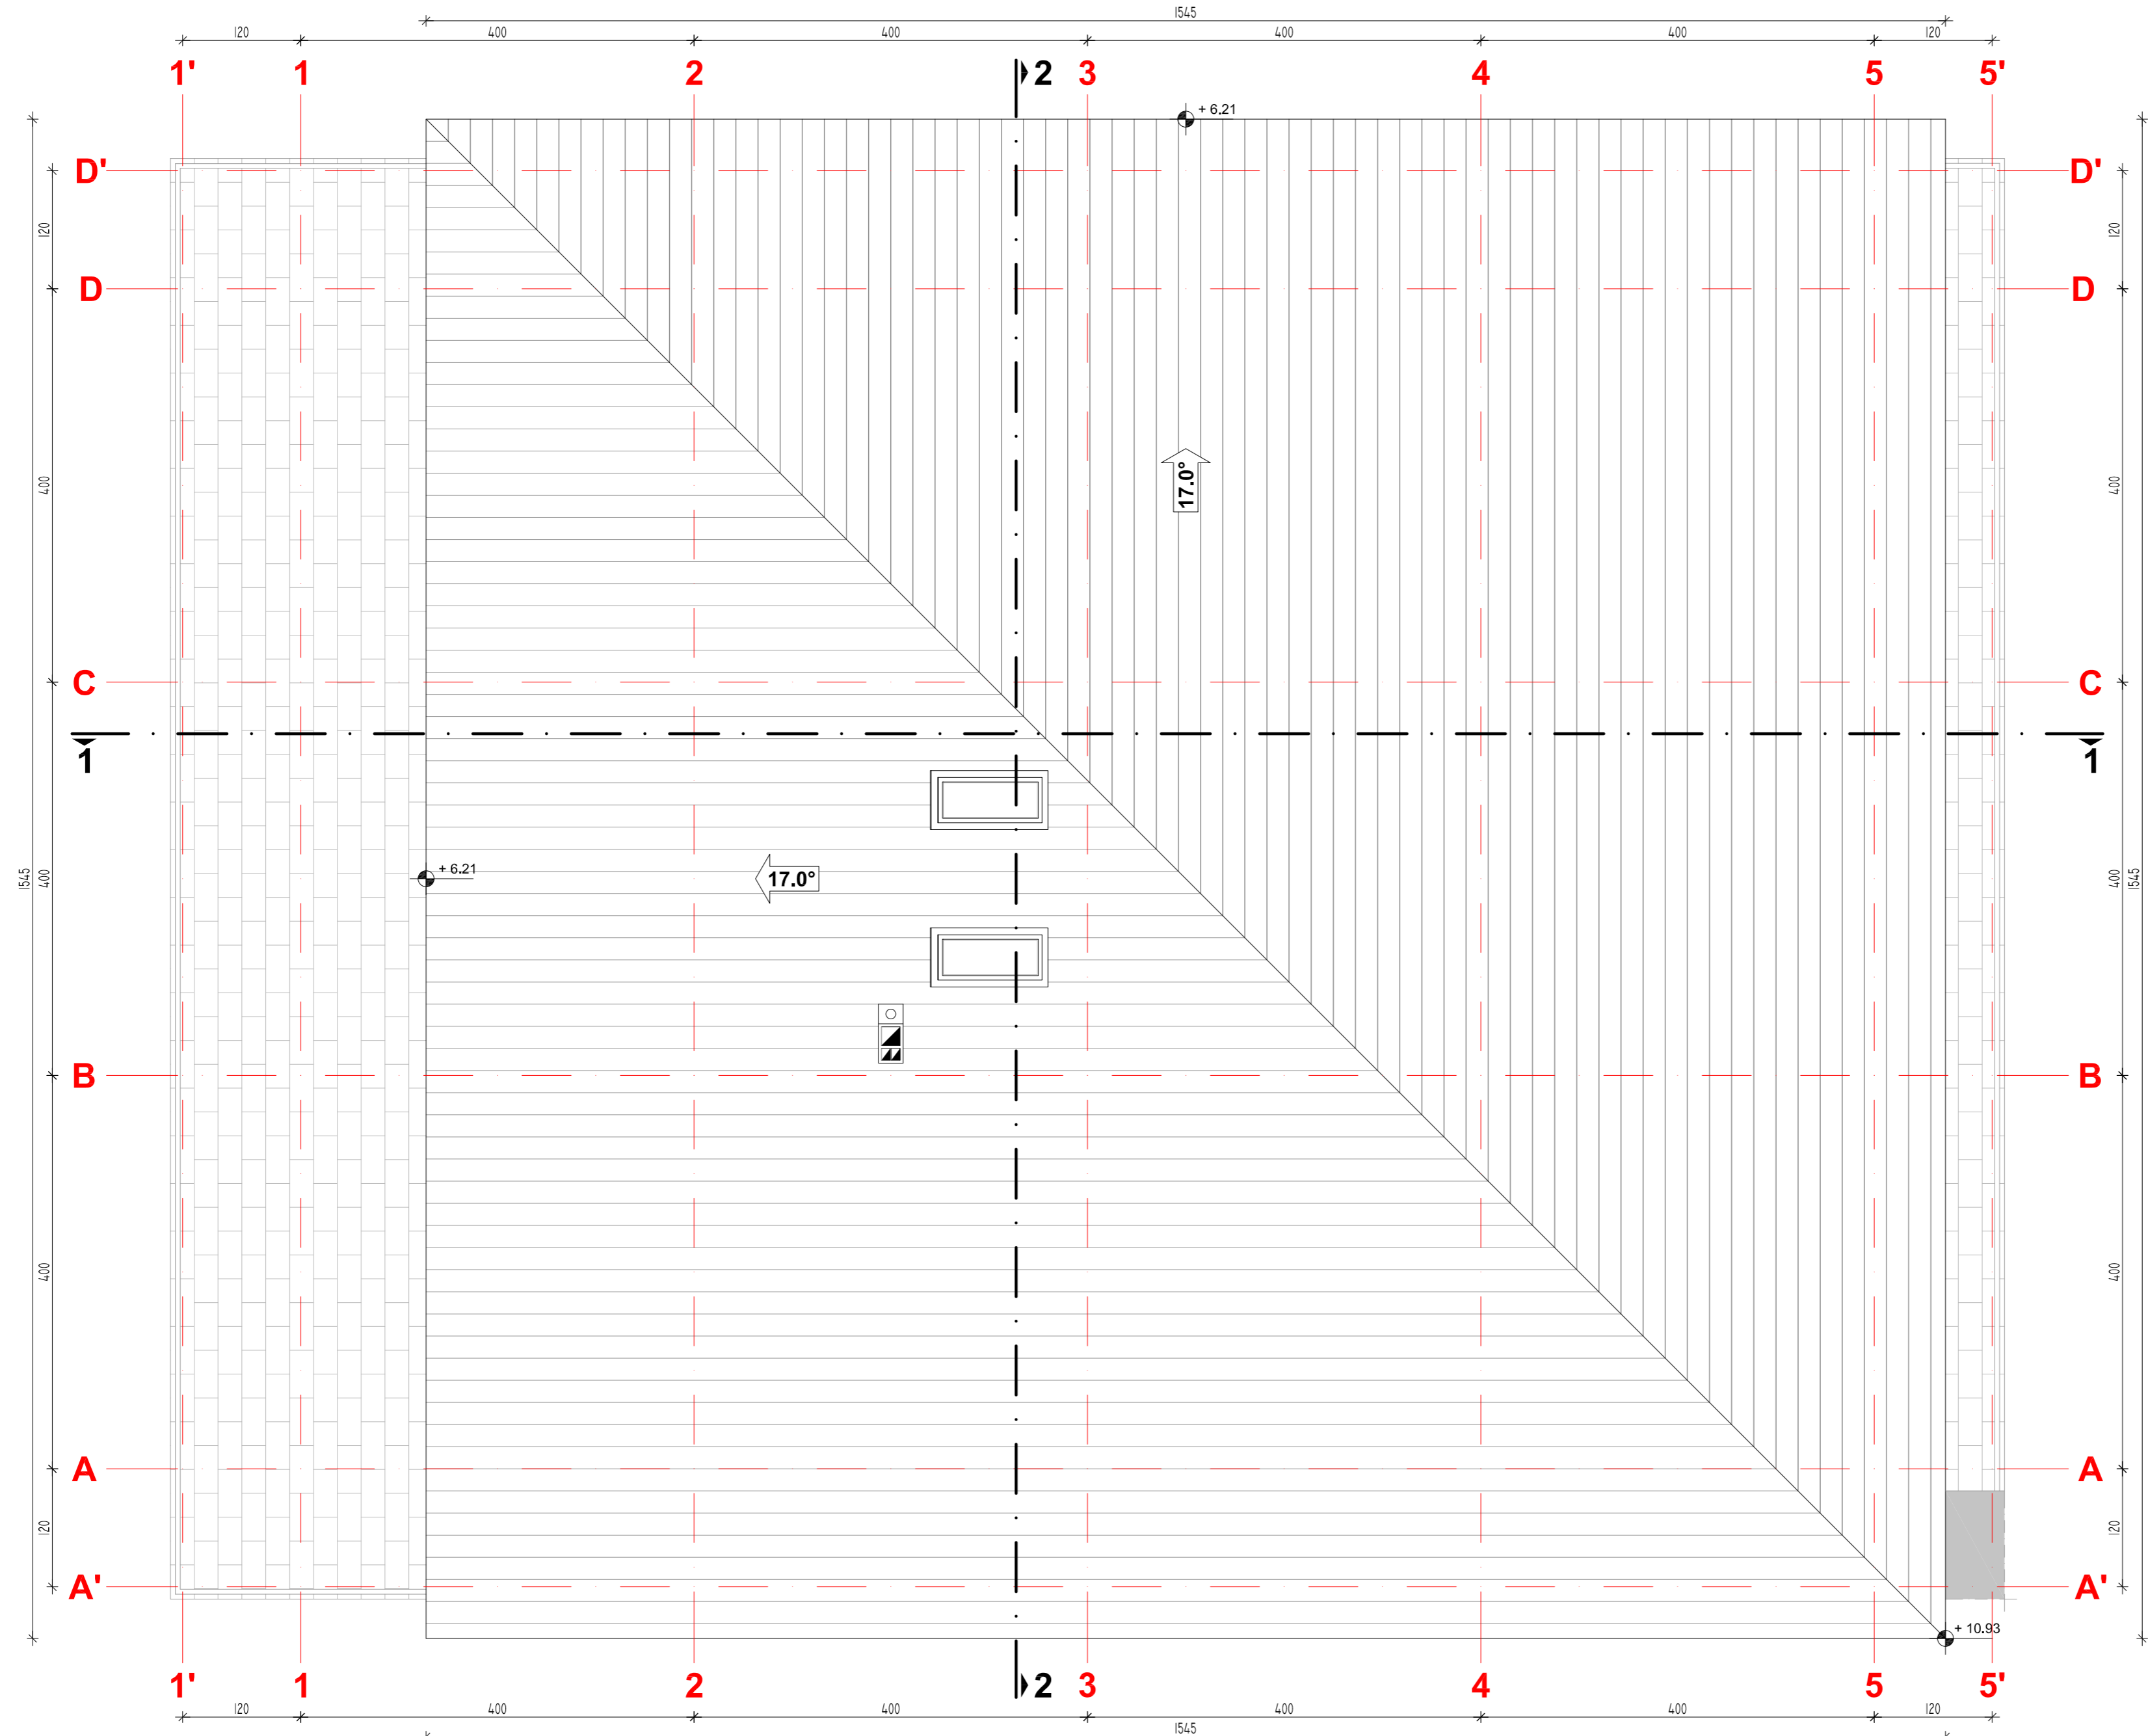 1545
120 400 400 400 400 120
1' 1 2 2 3 4 5 5'
+ 6.21
D' D'
120 120
D D
17.0°
400 400
C C
1 1
+ 6.21
17.0°
1545 400 400 1545
B B
400 400
A A
120 120
A' A'
+ 10.93
1' 1 2 2 3 4 5 5'
120 400 400 400 400 120
1545